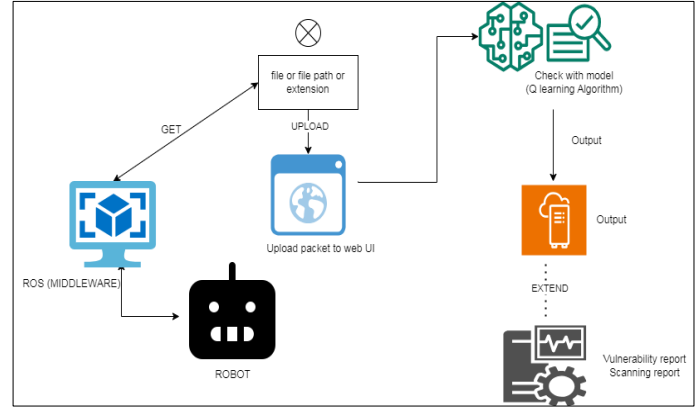 file or file path or
extension
Check with model
(Q learning Algorithm)
GET
UPLOAD
Output
Upload packet to web UI
Output
ROS (MIDDLEWARE)
EXTEND
ROBOT
Vulnerability report
Scanning report